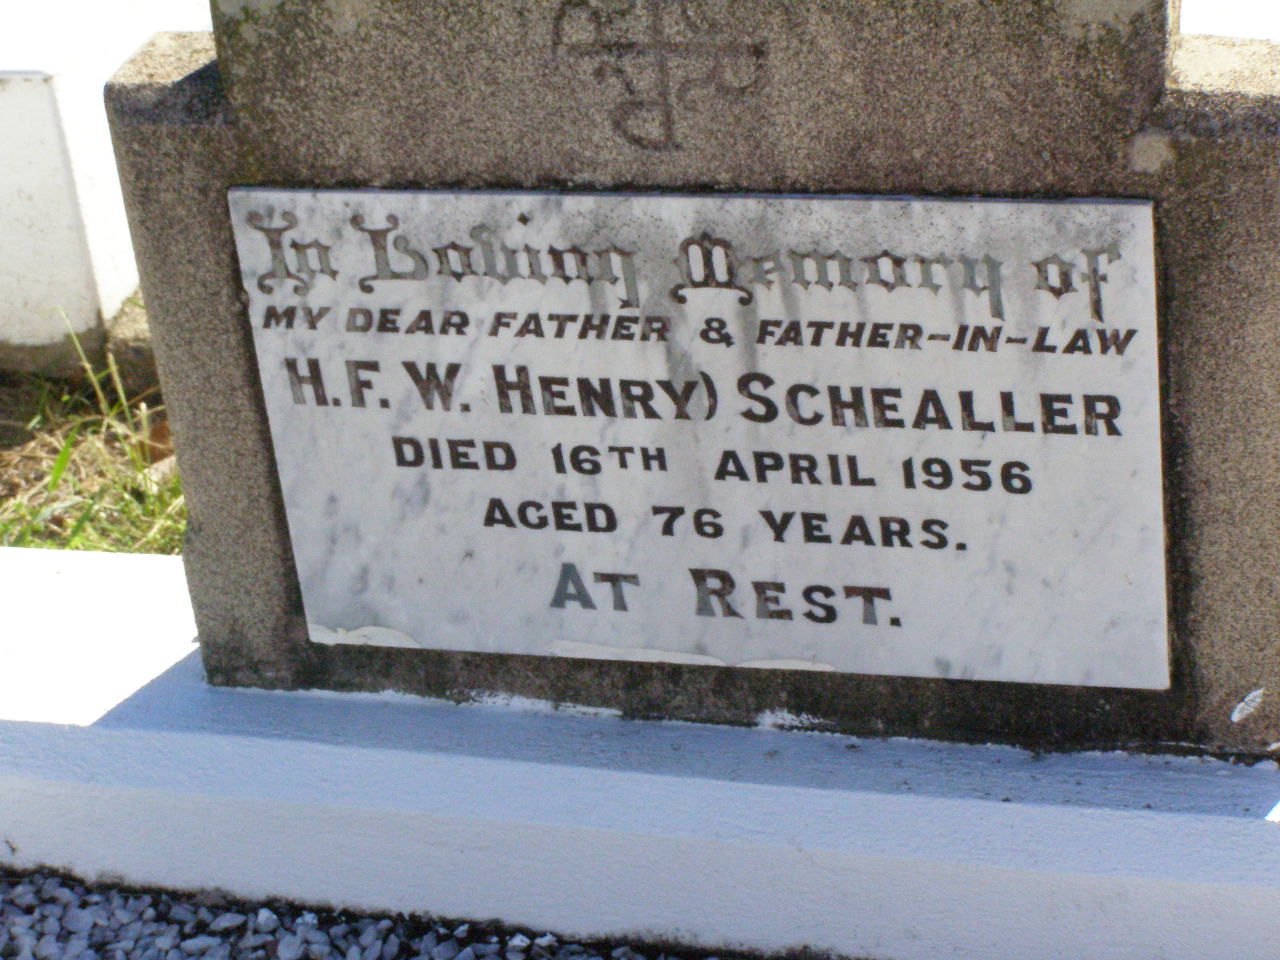 In Loving Memory of
MY DEAR FATHER & FATHER-IN-LAW
H.F.W. HENRY) SCHEALLER
DIED 16TH APRIL 1956
AGED 76 YEARS.
AT REST.